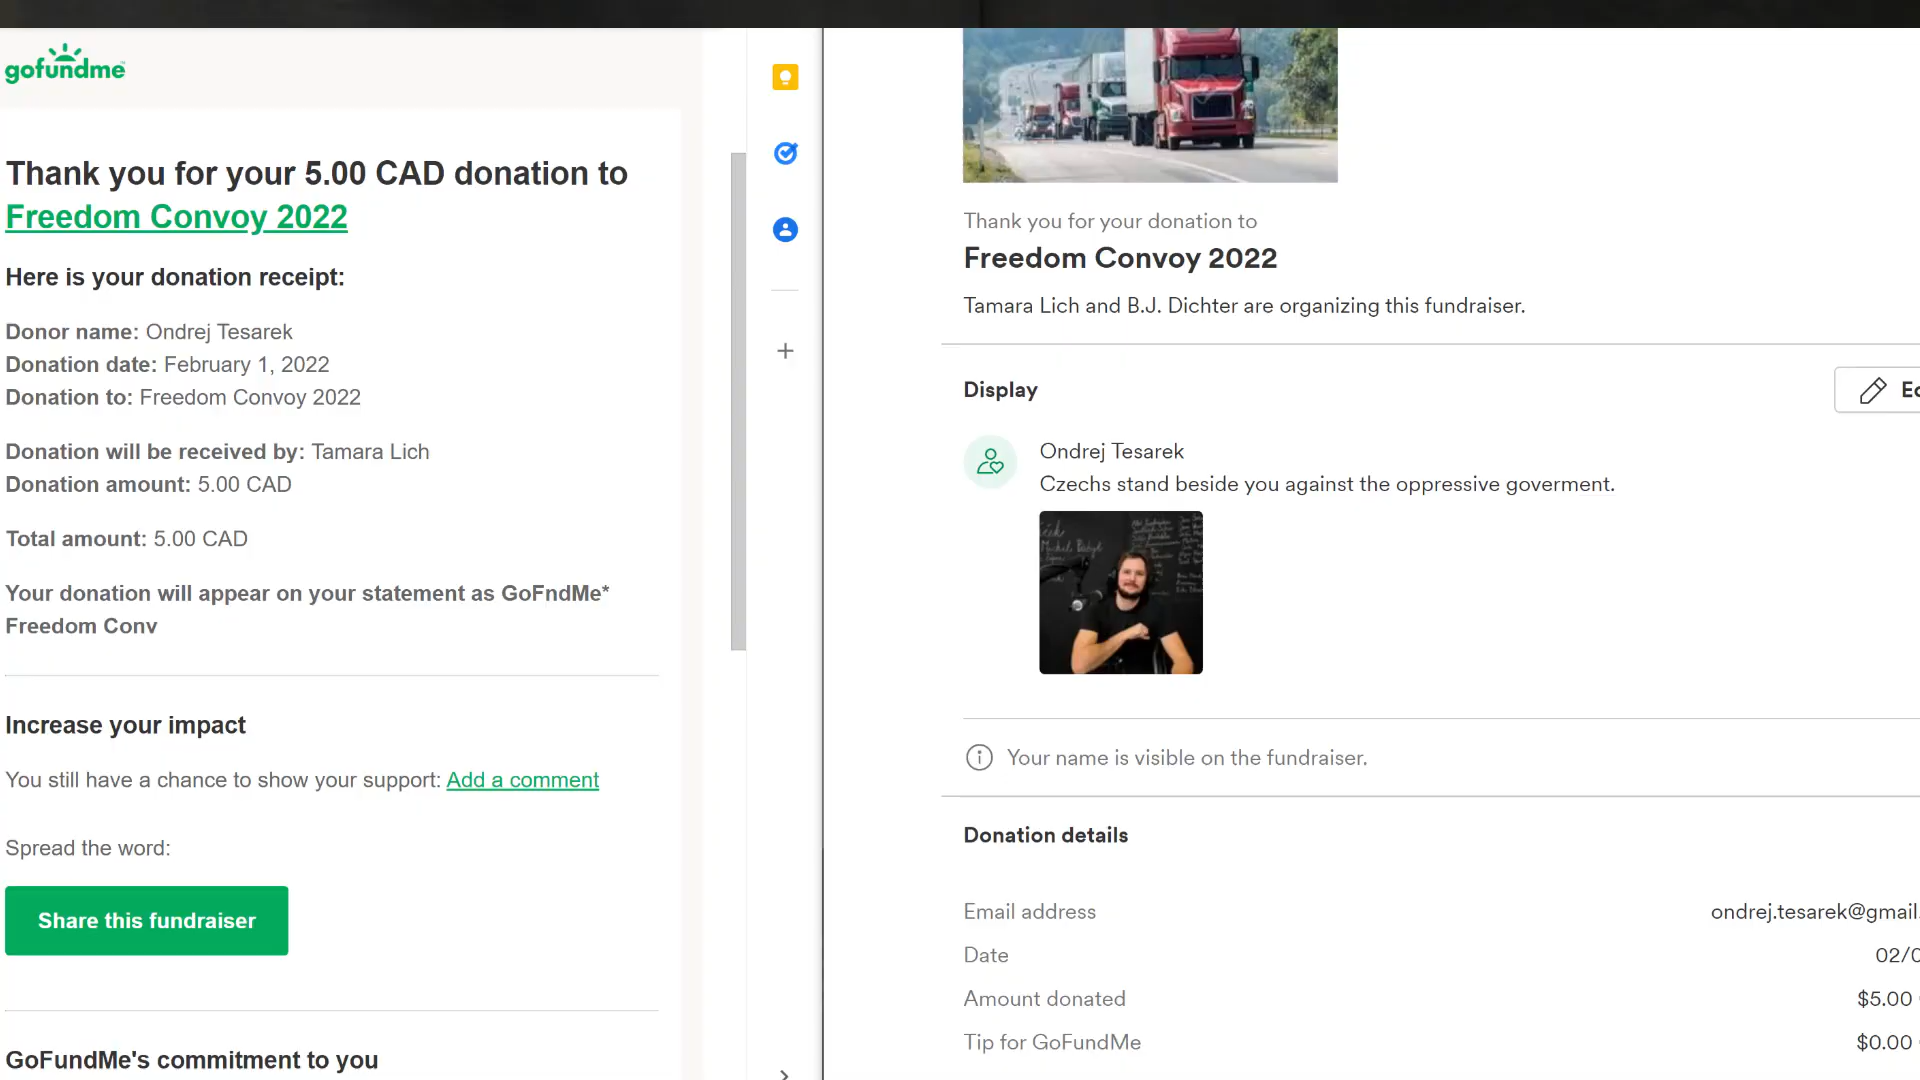 gofundme
Thank you for your 5.00 CAD donation to
Freedom Convoy 2022
Here is your donation receipt:
Donor name: Ondrej Tesarek
Donation date: February 1, 2022
Donation to: Freedom Convoy 2022
Donation will be received by: Tamara Lich
Donation amount: 5.00 CAD
Total amount: 5.00 CAD
Your donation will appear on your statement as GoFndMe*
Freedom Conv
Increase your impact
You still have a chance to show your support: Add a comment
Spread the word:
Share this fundraiser
GoFundMe's commitment to you
Thank you for your donation to
Freedom Convoy 2022
Tamara Lich and B.J. Dichter are organizing this fundraiser.
Display
Ondrej Tesarek
Czechs stand beside you against the oppressive goverment.
Your name is visible on the fundraiser.
Donation details
Email address ondrej.tesarek@gmail.
Date 02/0
Amount donated $5.00
Tip for GoFundMe $0.00